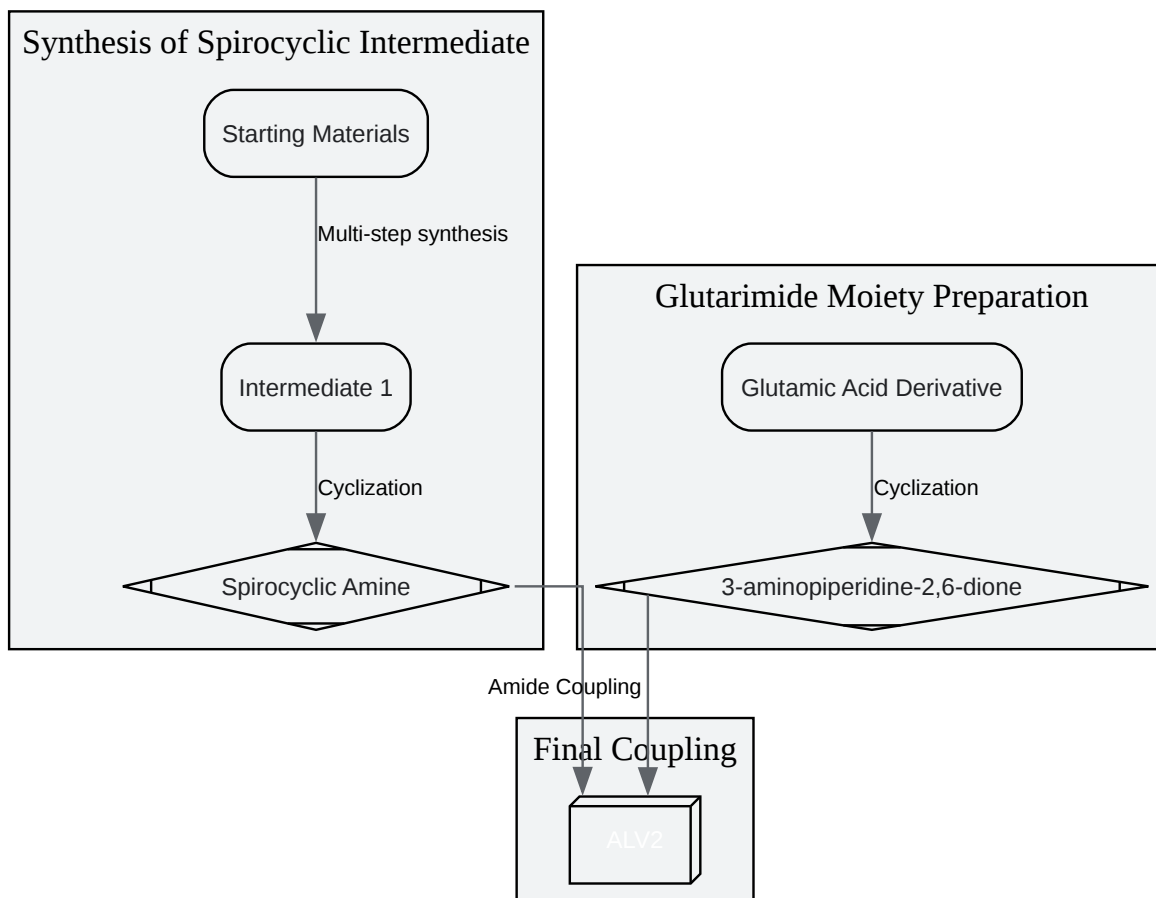 Synthesis of Spirocyclic Intermediate
Starting Materials
Multi-step synthesis
Intermediate 1
Cyclization
Spirocyclic Amine
Glutarimide Moiety Preparation
Glutamic Acid Derivative
Cyclization
3-aminopiperidine-2,6-dione
Amide Coupling
Final Coupling
ALV2